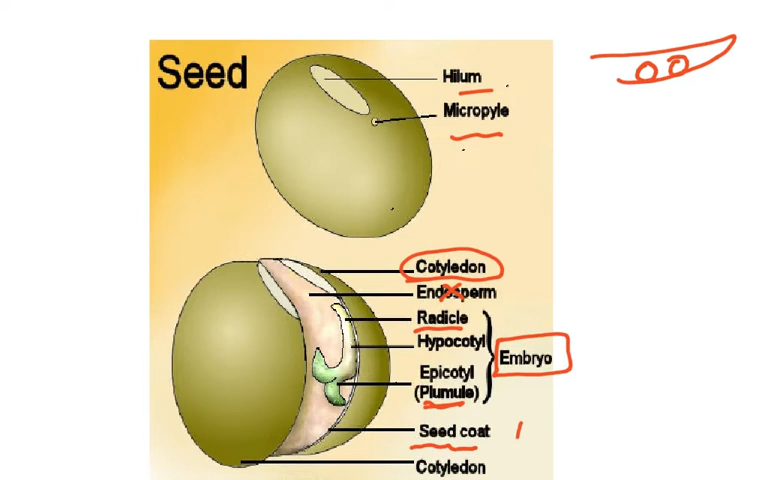 Seed
Hilum
Micropyle
Cotyledon
Endosperm
Radicle
Hypocotyl
Embryo
Epicotyl
(Plumule)
Seed coat
Cotyledon